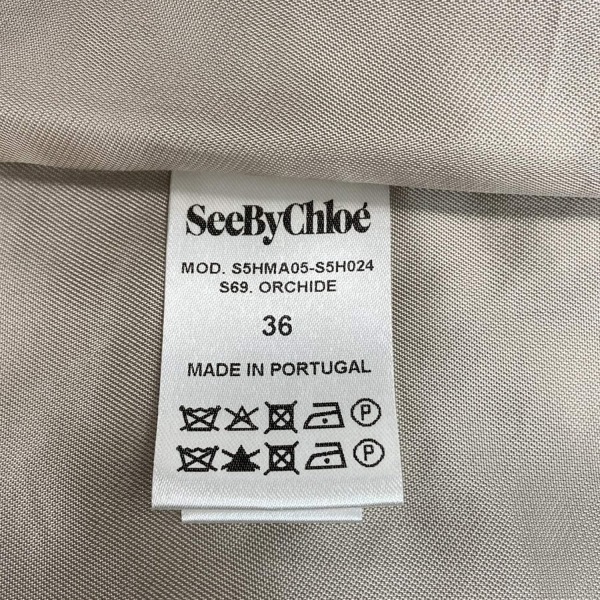 SeeByChloé
MOD. S5HMA05-S5H024
S69. ORCHIDE
36
MADE IN PORTUGAL
P
P